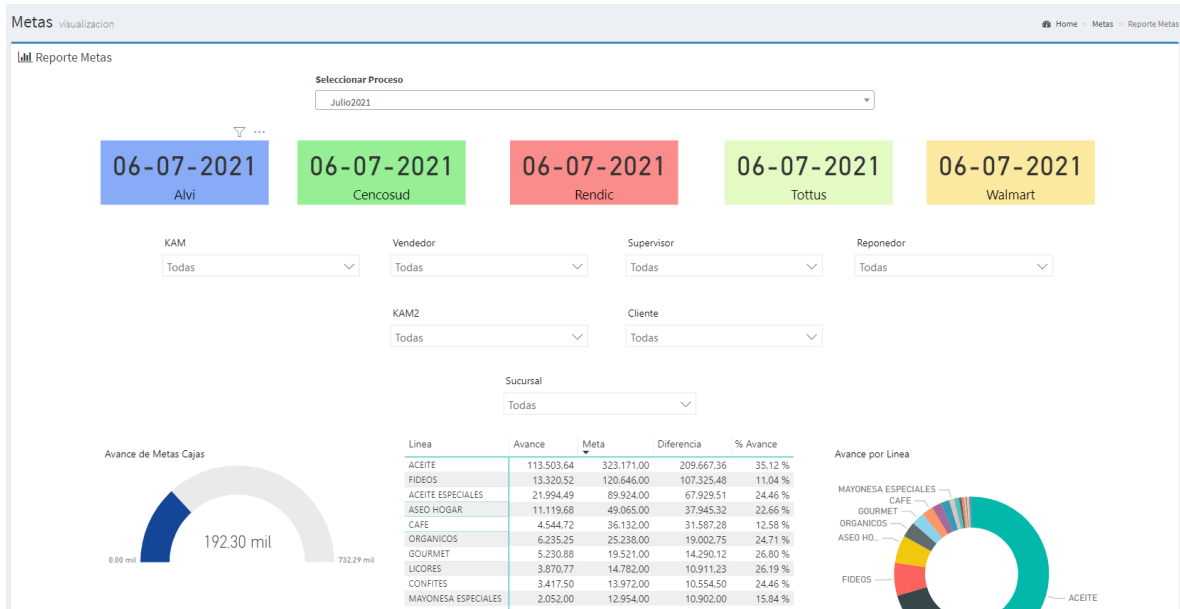 Metas visualizacion
Home > Metas > Reporte Metas
Reporte Metas
Seleccionar Proceso
Julio2021
06-07-2021 06-07-2021 06-07-2021 06-07-2021 06-07-2021
Alvi Cencosud Rendic Tottus Walmart
KAM Vendedor Supervisor Reponedor
Todas Todas Todas Todas
KAM2 Cliente
Todas Todas
Sucursal
Todas
Avance de Metas Cajas
192.30 mil
0.00 mil 732.29 mil
Linea Avance Meta Diferencia % Avance
ACEITE 113.503,64 323.171,00 209.667,36 35,12 %
FIDEOS 13.320,52 120.646,00 107.325,48 11,04 %
ACEITE ESPECIALES 21.994,49 89.924,00 67.929,51 24,46 %
ASEO HOGAR 11.119,68 49.065,00 37.945,32 22,66 %
CAFE 4.544,72 36.132,00 31.587,28 12,58 %
ORGANICOS 6.235,25 25.238,00 19.002,75 24,71 %
GOURMET 5.230,88 19.521,00 14.290,12 26,80 %
LICORES 3.870,77 14.782,00 10.911,23 26,19 %
CONFITES 3.417,50 13.972,00 10.554,50 24,46 %
MAYONESA ESPECIALES 2.052,00 12.954,00 10.902,00 15,84 %
Avance por Linea
MAYONESA ESPECIALES
CAFE
GOURMET
ORGANICOS
ASEO HO...
FIDEOS
ACEITE